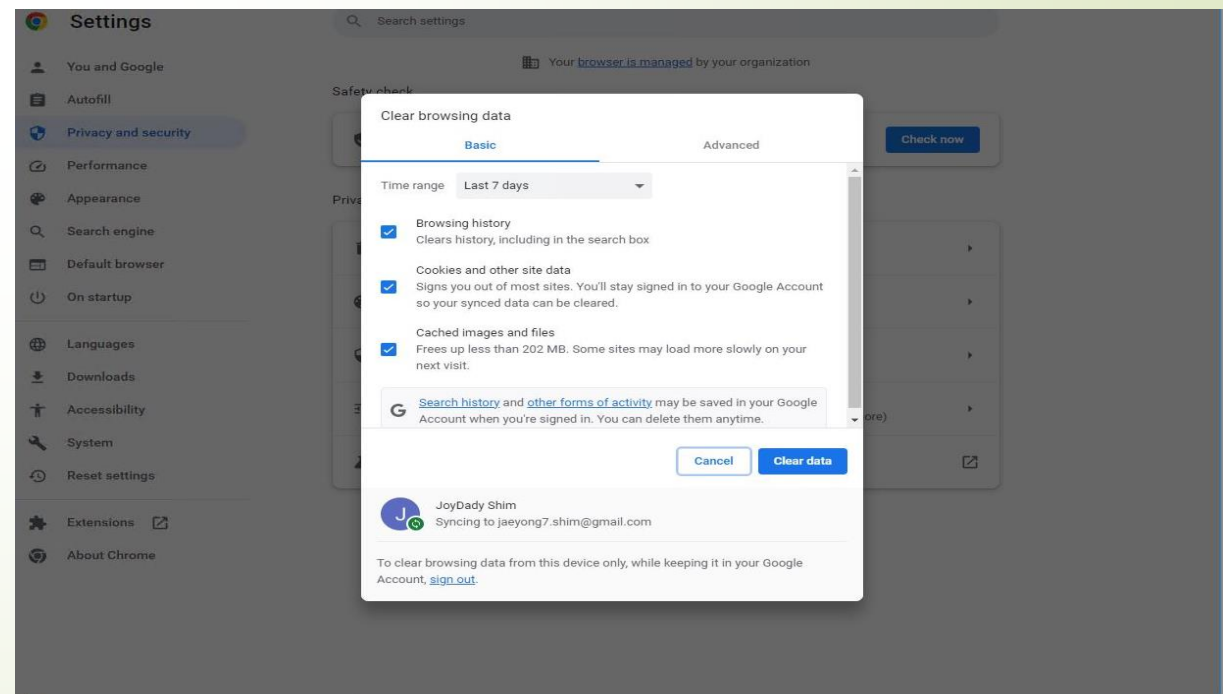 Settings
Search settings
Your browser is managed by your organization
You and Google
Autofill
Privacy and security
Performance
Appearance
Search engine
Default browser
On startup
Languages
Downloads
Accessibility
System
Reset settings
Extensions
About Chrome
Safety check
Check now
Clear browsing data
Basic
Advanced
Time range Last 7 days
Browsing history
Clears history, including in the search box
Cookies and other site data
Signs you out of most sites. You'll stay signed in to your Google Account
so your synced data can be cleared.
Cached images and files
Frees up less than 202 MB. Some sites may load more slowly on your
next visit.
G
Search history and other forms of activity may be saved in your Google
Account when you're signed in. You can delete them anytime.
Cancel
Clear data
J
JoyDady Shim
Syncing to jaeyong7.shim@gmail.com
To clear browsing data from this device only, while keeping it in your Google
Account, sign out.